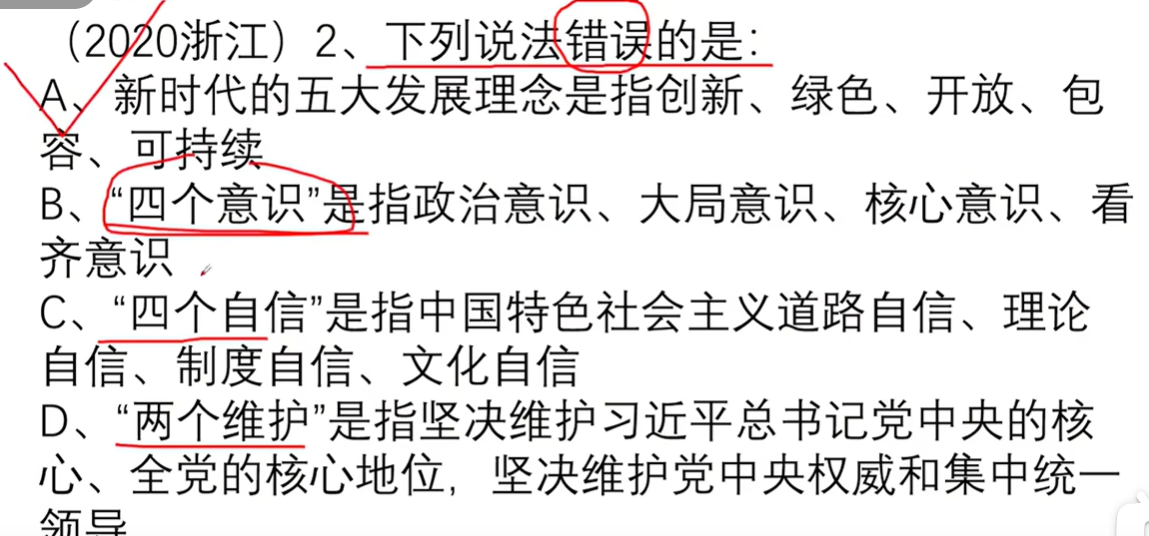 （2020浙江）2、下列说法错误的是：
A、新时代的五大发展理念是指创新、绿色、开放、包
容、可持续
B、“四个意识”是指政治意识、大局意识、核心意识、看
齐意识
C、“四个自信”是指中国特色社会主义道路自信、理论
自信、制度自信、文化自信
D、“两个维护”是指坚决维护习近平总书记党中央的核
心、全党的核心地位，坚决维护党中央权威和集中统一
领导